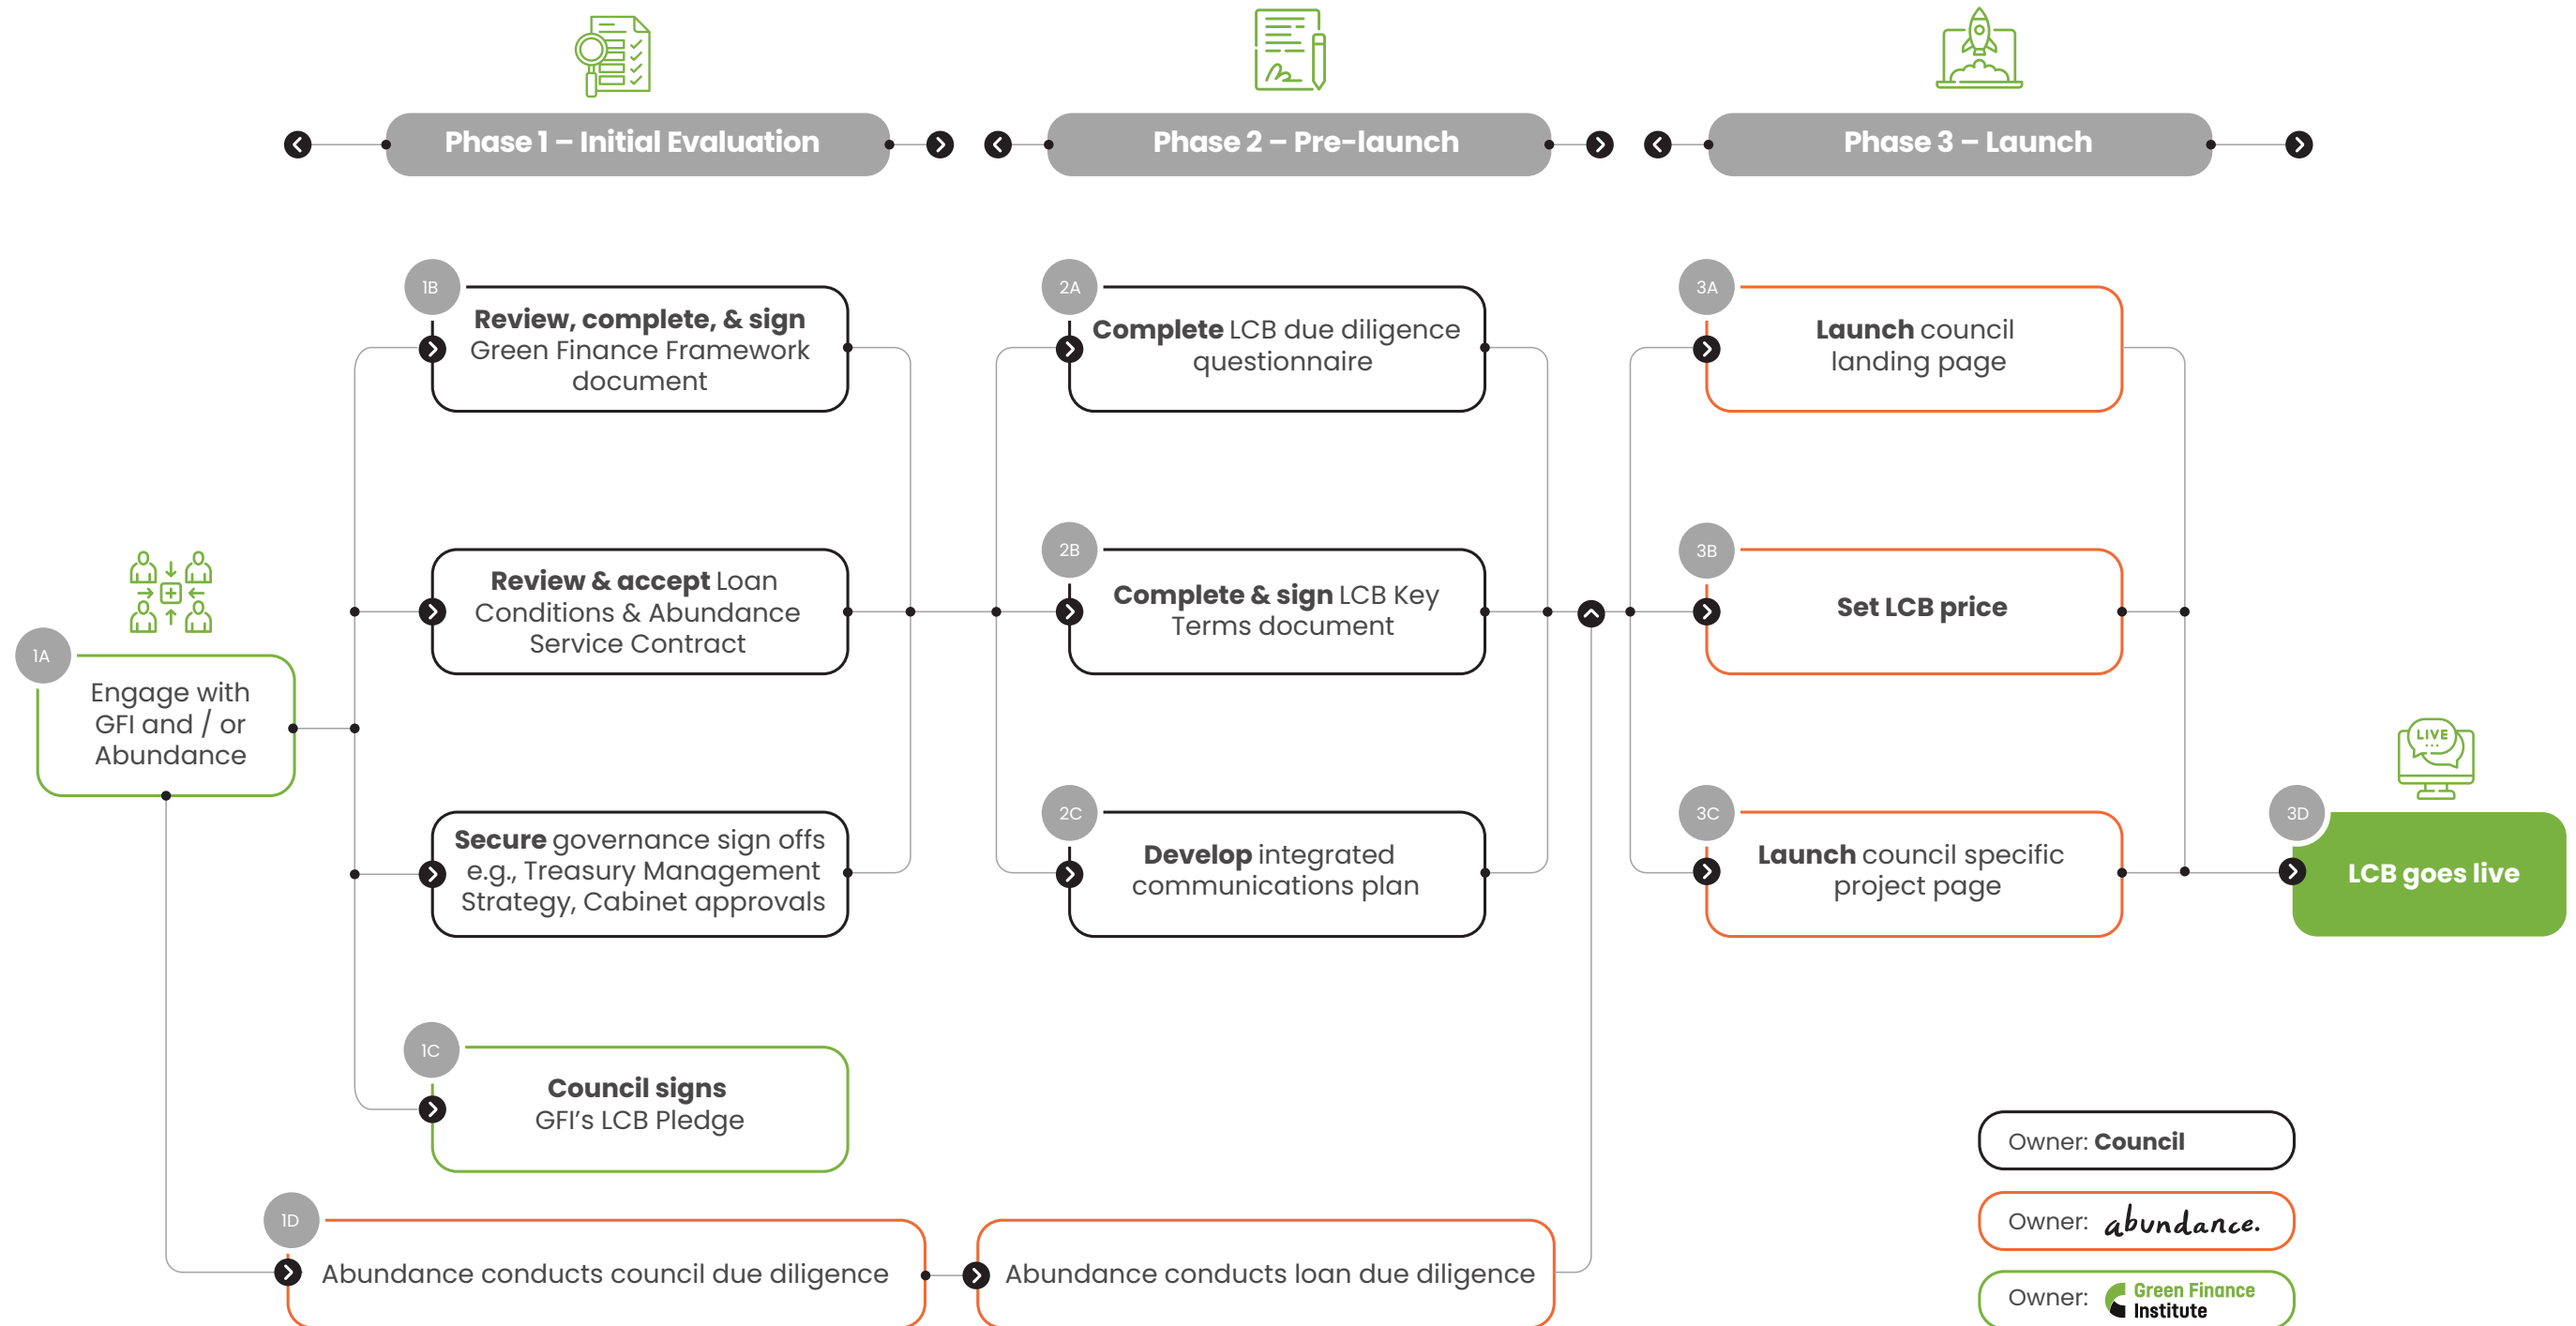 Phase 1 – Initial Evaluation
Phase 2 – Pre-launch
Phase 3 – Launch
1A
Engage with
GFI and / or
Abundance
1B
Review, complete, & sign
Green Finance Framework
document
Review & accept Loan
Conditions & Abundance
Service Contract
Secure governance sign offs
e.g., Treasury Management
Strategy, Cabinet approvals
1C
Council signs
GFI’s LCB Pledge
1D
Abundance conducts council due diligence
Abundance conducts loan due diligence
2A
Complete LCB due diligence
questionnaire
2B
Complete & sign LCB Key
Terms document
2C
Develop integrated
communications plan
3A
Launch council
landing page
3B
Set LCB price
3C
Launch council specific
project page
LIVE
3D
LCB goes live
Owner: Council
Owner: abundance.
Owner: Green Finance
Institute